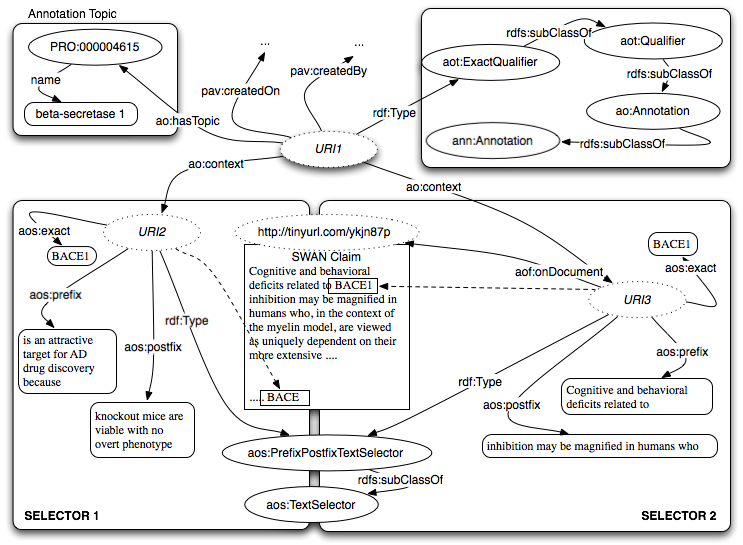 Annotation Topic
PRO:000004615
name
beta-secretase 1
ao:hasTopic
...
...
pav:createdOn
pav:createdBy
rdf:Type
rdfs:subClassOf
aot:Qualifier
aot:ExactQualifier
rdfs:subClassOf
ao:Annotation
ann:Annotation
rdfs:subClassOf
URI1
ao:context
ao:context
aos:exact
URI2
BACE1
aos:prefix
is an attractive
target for AD
drug discovery
because
rdf:Type
aos:postfix
knockout mice are
viable with no
overt phenotype
http://tinyurl.com/ykjn87p
SWAN Claim
Cognitive and behavioral
deficits related to BACE1
inhibition may be magnified in
humans who, in the context of
the myelin model, are viewed
as uniquely dependent on their
more extensive ....
..... BACE
aof:onDocument
BACE1
aos:exact
URI3
aos:prefix
rdf:Type
Cognitive and behavioral
deficits related to
aos:postfix
inhibition may be magnified in humans who
aos:PrefixPostfixTextSelector
rdfs:subClassOf
aos:TextSelector
SELECTOR 1
SELECTOR 2